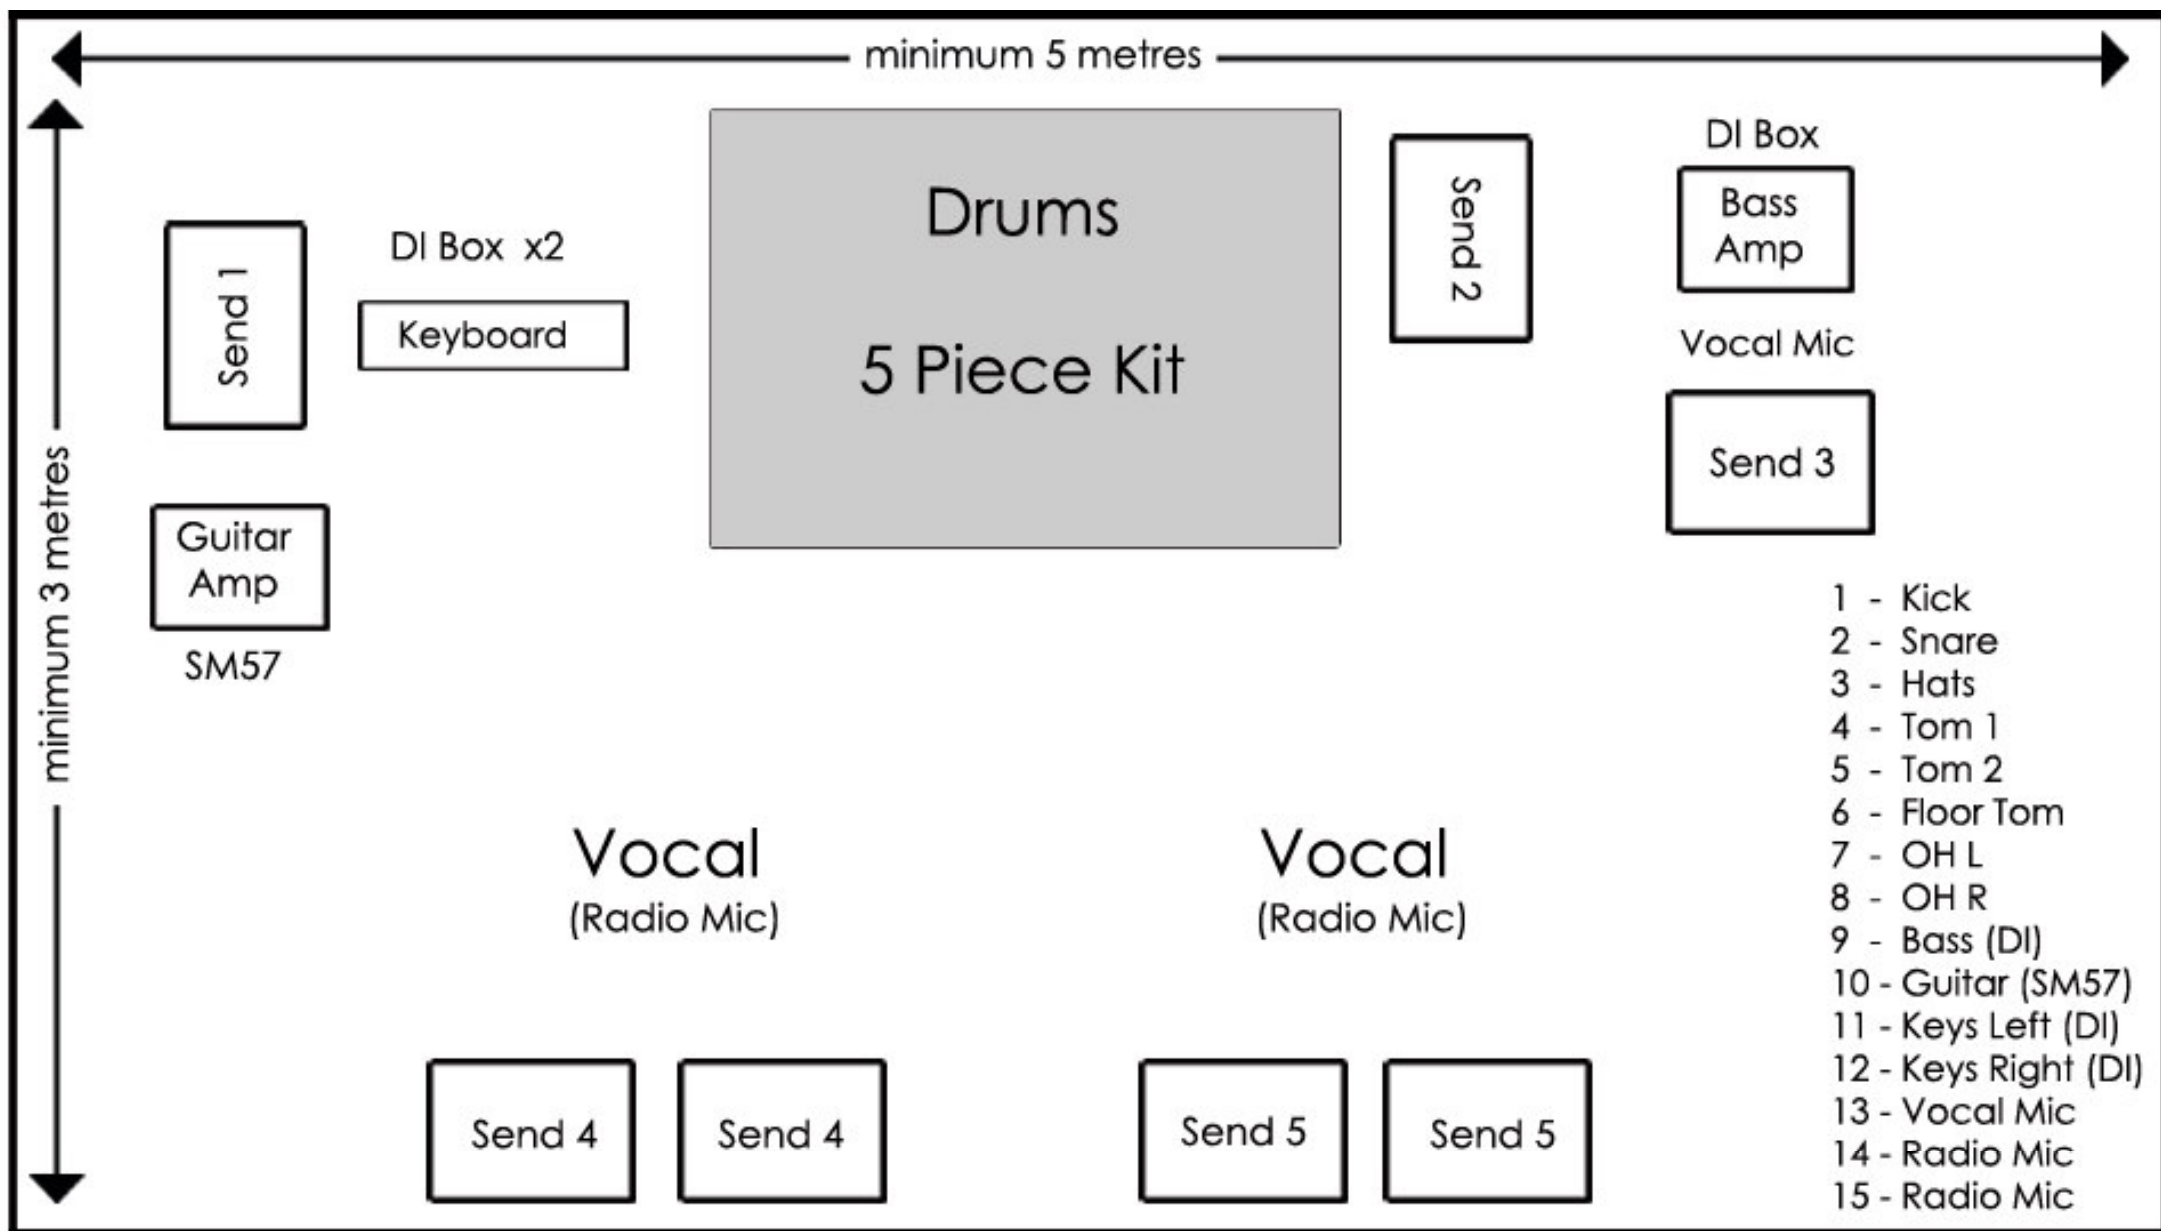 minimum 5 metres
minimum 3 metres
Send 1
DI Box x2
Keyboard
Guitar
Amp
SM57
Drums
5 Piece Kit
Send 2
DI Box
Bass
Amp
Vocal Mic
Send 3
Vocal
(Radio Mic)
Vocal
(Radio Mic)
Send 4
Send 4
Send 5
Send 5
1 - Kick
2 - Snare
3 - Hats
4 - Tom 1
5 - Tom 2
6 - Floor Tom
7 - OH L
8 - OH R
9 - Bass (DI)
10 - Guitar (SM57)
11 - Keys Left (DI)
12 - Keys Right (DI)
13 - Vocal Mic
14 - Radio Mic
15 - Radio Mic